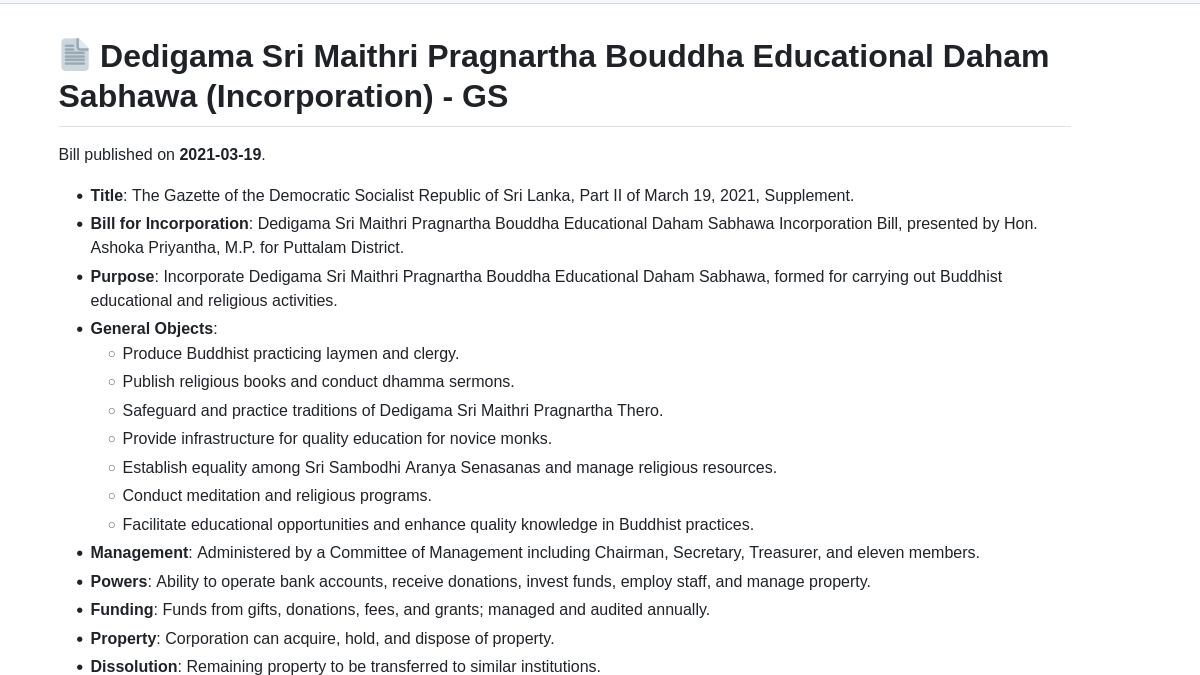 Dedigama Sri Maithri Pragnartha Bouddha Educational Daham
Sabhawa (Incorporation) - GS
Bill published on 2021-03-19.
• Title: The Gazette of the Democratic Socialist Republic of Sri Lanka, Part II of March 19, 2021, Supplement.
• Bill for Incorporation: Dedigama Sri Maithri Pragnartha Bouddha Educational Daham Sabhawa Incorporation Bill, presented by Hon.
Ashoka Priyantha, M.P. for Puttalam District.
• Purpose: Incorporate Dedigama Sri Maithri Pragnartha Bouddha Educational Daham Sabhawa, formed for carrying out Buddhist
educational and religious activities.
• General Objects:
○ Produce Buddhist practicing laymen and clergy.
○ Publish religious books and conduct dhamma sermons.
○ Safeguard and practice traditions of Dedigama Sri Maithri Pragnartha Thero.
○ Provide infrastructure for quality education for novice monks.
○ Establish equality among Sri Sambodhi Aranya Senasanas and manage religious resources.
○ Conduct meditation and religious programs.
○ Facilitate educational opportunities and enhance quality knowledge in Buddhist practices.
• Management: Administered by a Committee of Management including Chairman, Secretary, Treasurer, and eleven members.
• Powers: Ability to operate bank accounts, receive donations, invest funds, employ staff, and manage property.
• Funding: Funds from gifts, donations, fees, and grants; managed and audited annually.
• Property: Corporation can acquire, hold, and dispose of property.
• Dissolution: Remaining property to be transferred to similar institutions.